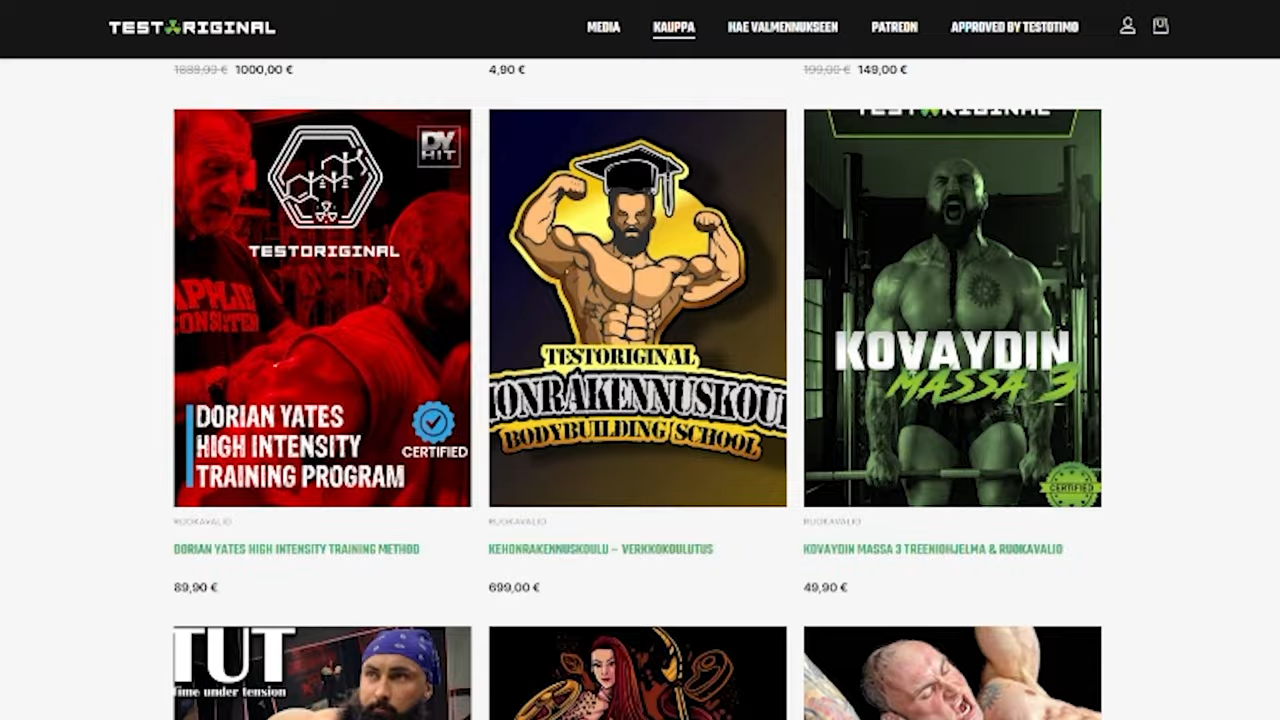 TESTORIGINAL
MEDIA KAUPPA HAE VALMENNUKSEEN PATREON APPROVED BY TESTOTIMO
1000,00 €
4,90 €
199,00 € 149,00 €
DY
HIT
TESTORIGINAL
DORIAN YATES
HIGH INTENSITY
TRAINING PROGRAM
CERTIFIED
TESTORIGINAL
BODYBUILDING SCHOOL
TESTORIGINAL
KOVAYDIN
MASSA 3
CERTIFIED
RUOKAVALIO
DORIAN YATES HIGH INTENSITY TRAINING METHOD
89,90 €
RUOKAVALIO
KEHONRAKENNUSKOULU – VERKKOKOULUTUS
699,00 €
RUOKAVALIO
KOVAYDIN MASSA 3 TREENIOHJELMA & RUOKAVALIO
49,90 €
TUT
Time under tension